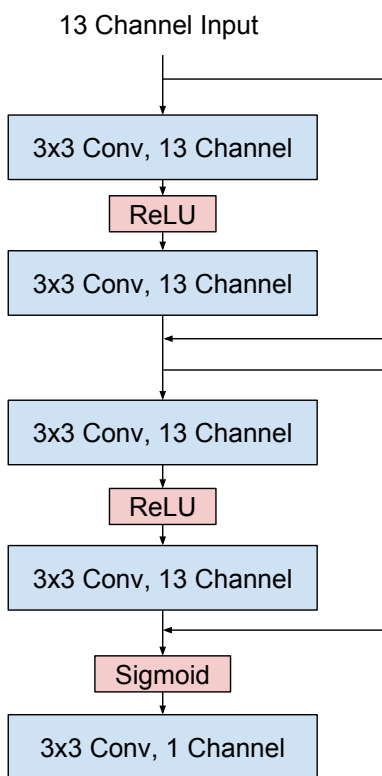 13 Channel Input
3x3 Conv, 13 Channel
ReLU
3x3 Conv, 13 Channel
3x3 Conv, 13 Channel
ReLU
3x3 Conv, 13 Channel
Sigmoid
3x3 Conv, 1 Channel